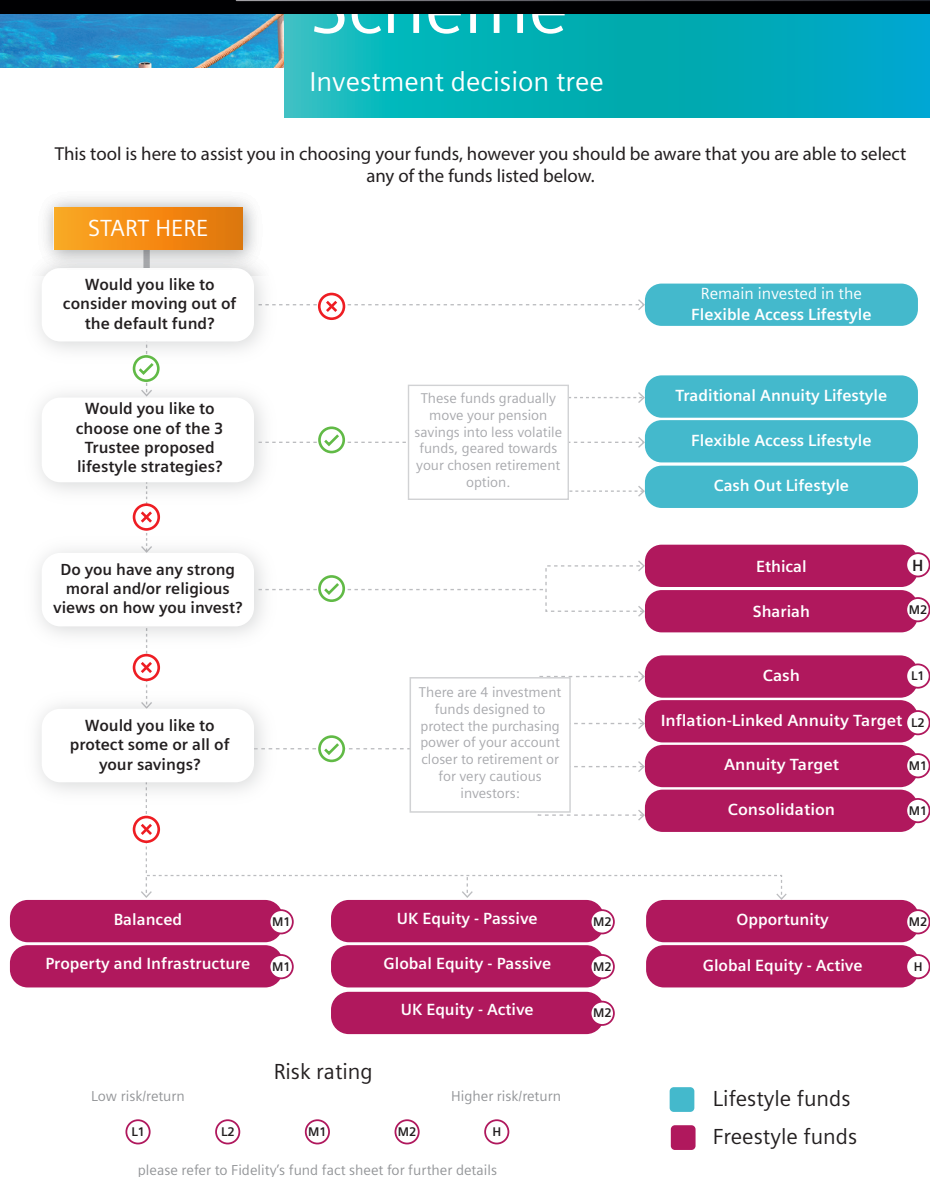 Scheme
Investment decision tree
This tool is here to assist you in choosing your funds, however you should be aware that you are able to select
any of the funds listed below.
START HERE
Would you like to
consider moving out of
the default fund?
Remain invested in the
Flexible Access Lifestyle
Would you like to
choose one of the 3
Trustee proposed
lifestyle strategies?
These funds gradually
move your pension
savings into less volatile
funds, geared towards
your chosen retirement
option.
Traditional Annuity Lifestyle
Flexible Access Lifestyle
Cash Out Lifestyle
Do you have any strong
moral and/or religious
views on how you invest?
Ethical H
Shariah M2
Would you like to
protect some or all of
your savings?
There are 4 investment
funds designed to
protect the purchasing
power of your account
closer to retirement or
for very cautious
investors:
Cash L1
Inflation-Linked Annuity Target L2
Annuity Target M1
Consolidation M1
Balanced M1
Property and Infrastructure M1
UK Equity - Passive M2
Global Equity - Passive M2
UK Equity - Active M2
Opportunity M2
Global Equity - Active H
Risk rating
Low risk/return Higher risk/return
L1 L2 M1 M2 H
please refer to Fidelity's fund fact sheet for further details
Lifestyle funds
Freestyle funds